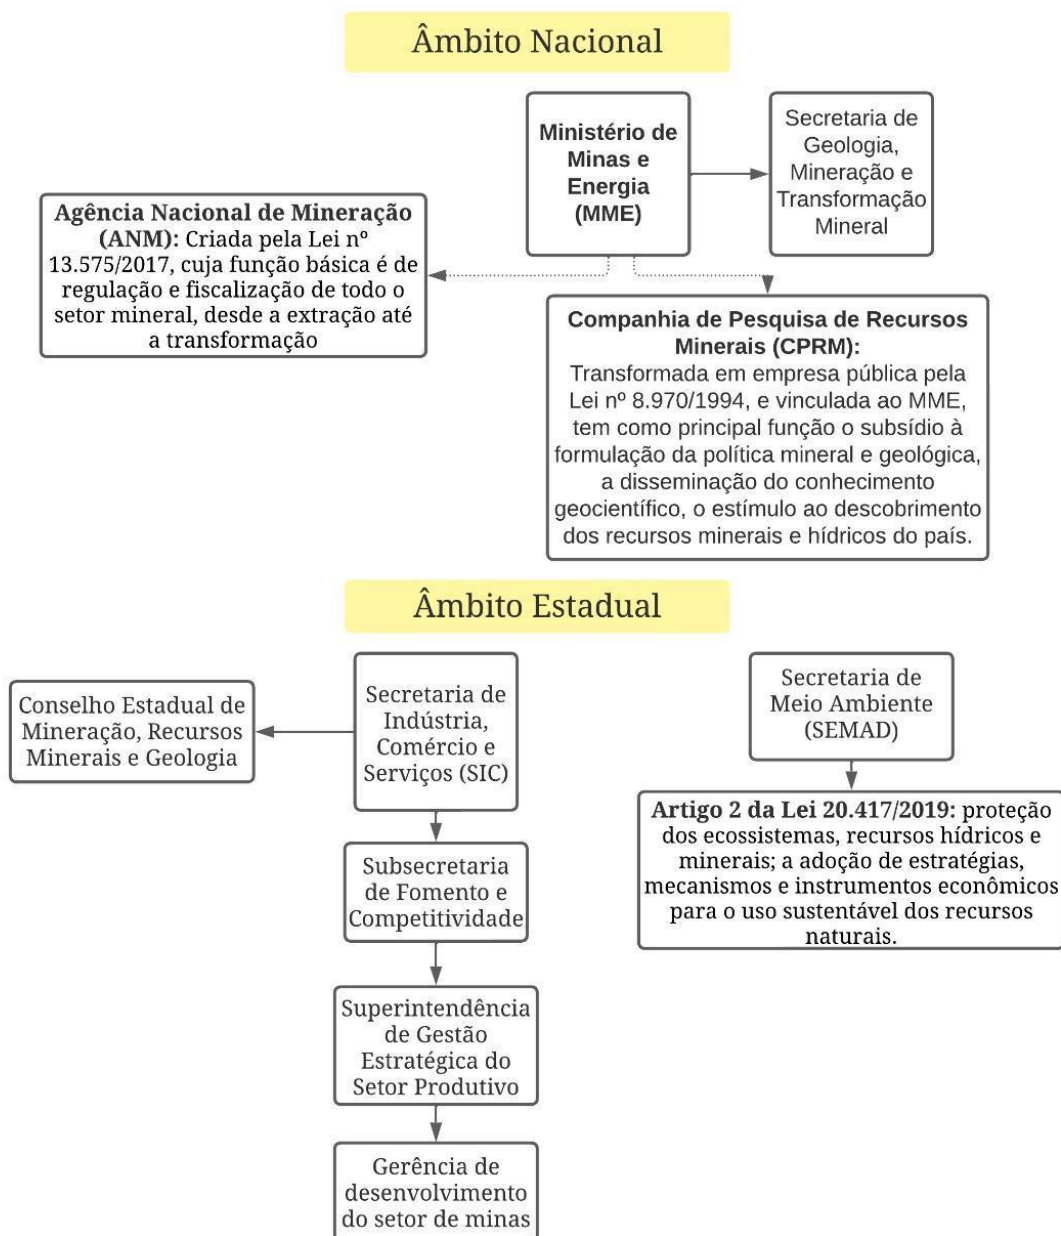 Âmbito Nacional
Ministério de
Minas e
Energia
(MME)
Secretaria de
Geologia,
Mineração e
Transformação
Mineral
Agência Nacional de Mineração
(ANM): Criada pela Lei nº
13.575/2017, cuja função básica é de
regulação e fiscalização de todo o
setor mineral, desde a extração até
a transformação
Companhia de Pesquisa de Recursos
Minerais (CPRM):
Transformada em empresa pública pela
Lei nº 8.970/1994, e vinculada ao MME,
tem como principal função o subsídio à
formulação da política mineral e geológica,
a disseminação do conhecimento
geocientífico, o estímulo ao descobrimento
dos recursos minerais e hídricos do país.
Âmbito Estadual
Conselho Estadual de
Mineração, Recursos
Minerais e Geologia
Secretaria de
Indústria,
Comércio e
Serviços (SIC)
Secretaria de
Meio Ambiente
(SEMAD)
Artigo 2 da Lei 20.417/2019: proteção
dos ecossistemas, recursos hídricos e
minerais; a adoção de estratégias,
mecanismos e instrumentos econômicos
para o uso sustentável dos recursos
naturais.
Subsecretaria
de Fomento e
Competitividade
Superintendência
de Gestão
Estratégica do
Setor Produtivo
Gerência de
desenvolvimento
do setor de minas